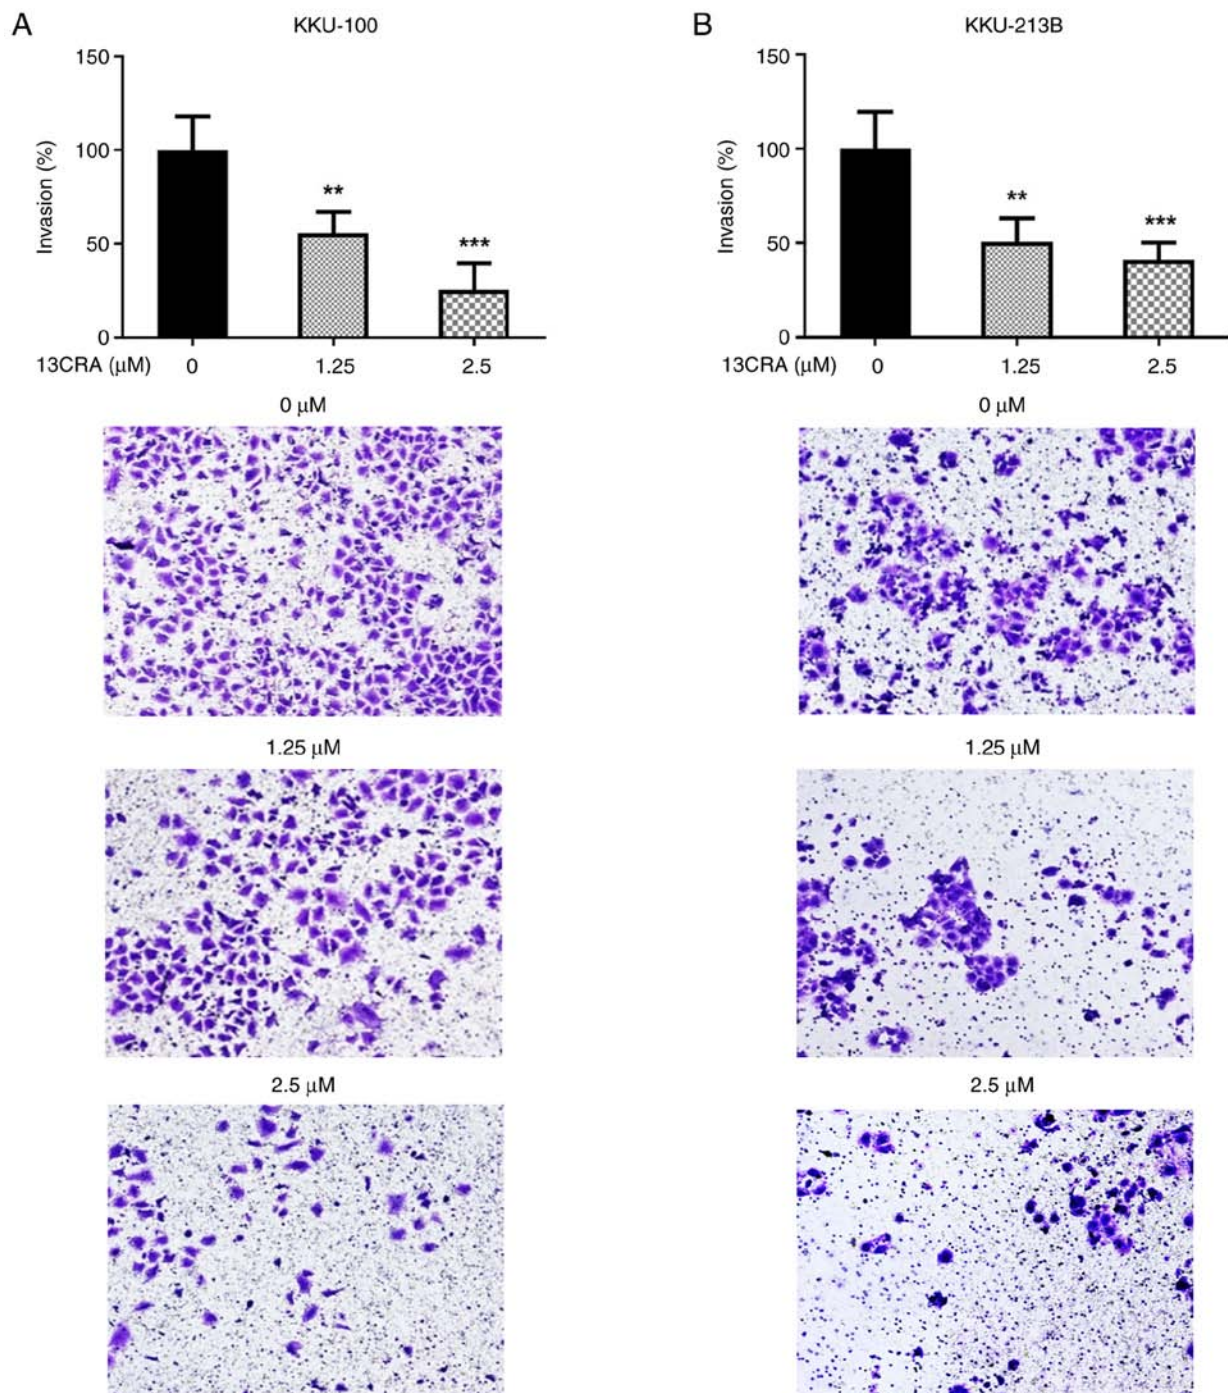 A
KKU-100
150
100
50
0
Invasion (%)
**
***
13CRA (μM)
0
1.25
2.5
0 μM
1.25 μM
2.5 μM
B
KKU-213B
150
100
50
0
Invasion (%)
**
***
13CRA (μM)
0
1.25
2.5
0 μM
1.25 μM
2.5 μM